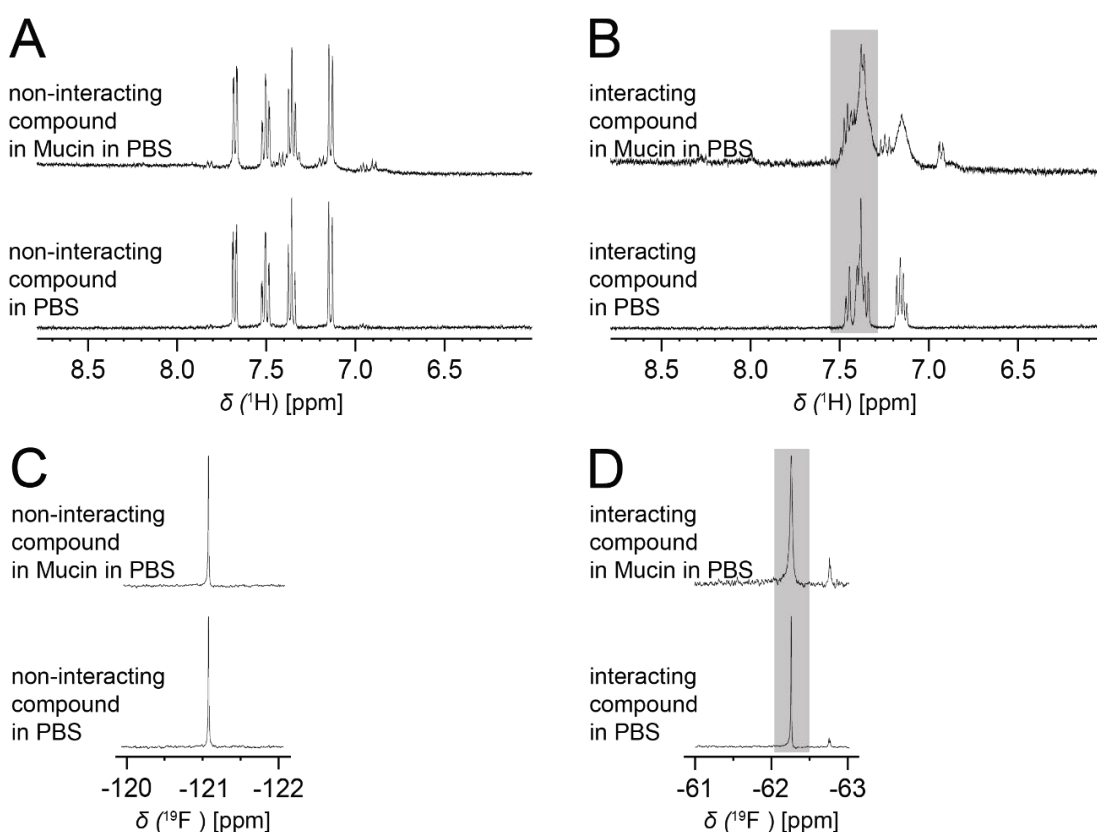 A
non-interacting
compound
in Mucin in PBS
non-interacting
compound
in PBS
8.5 8.0 7.5 7.0 6.5
δ (¹H) [ppm]
B
interacting
compound
in Mucin in PBS
interacting
compound
in PBS
8.5 8.0 7.5 7.0 6.5
δ (¹H) [ppm]
C
non-interacting
compound
in Mucin in PBS
non-interacting
compound
in PBS
-120 -121 -122
δ (¹⁹F ) [ppm]
D
interacting
compound
in Mucin in PBS
interacting
compound
in PBS
-61 -62 -63
δ (¹⁹F ) [ppm]